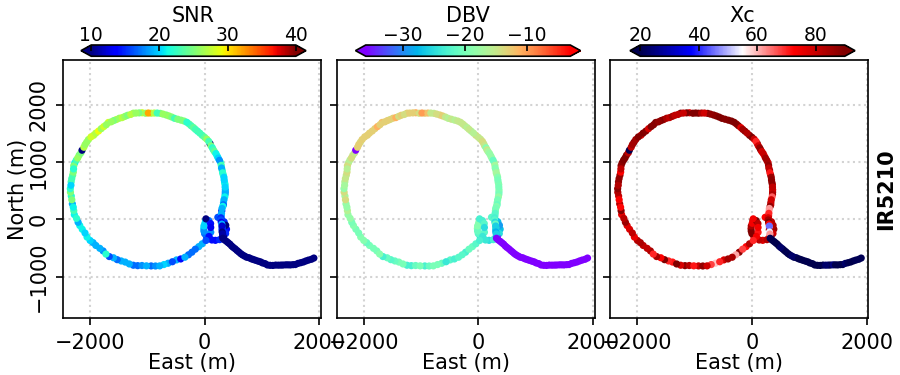 SNR DBV Xc
10 20 30 40 −30 −20 −10 20 40 60 80
2000
1000
0
−1000
North (m)
IR5210
−2000 0 2000 −2000 0 2000 −2000 0 2000
East (m) East (m) East (m)